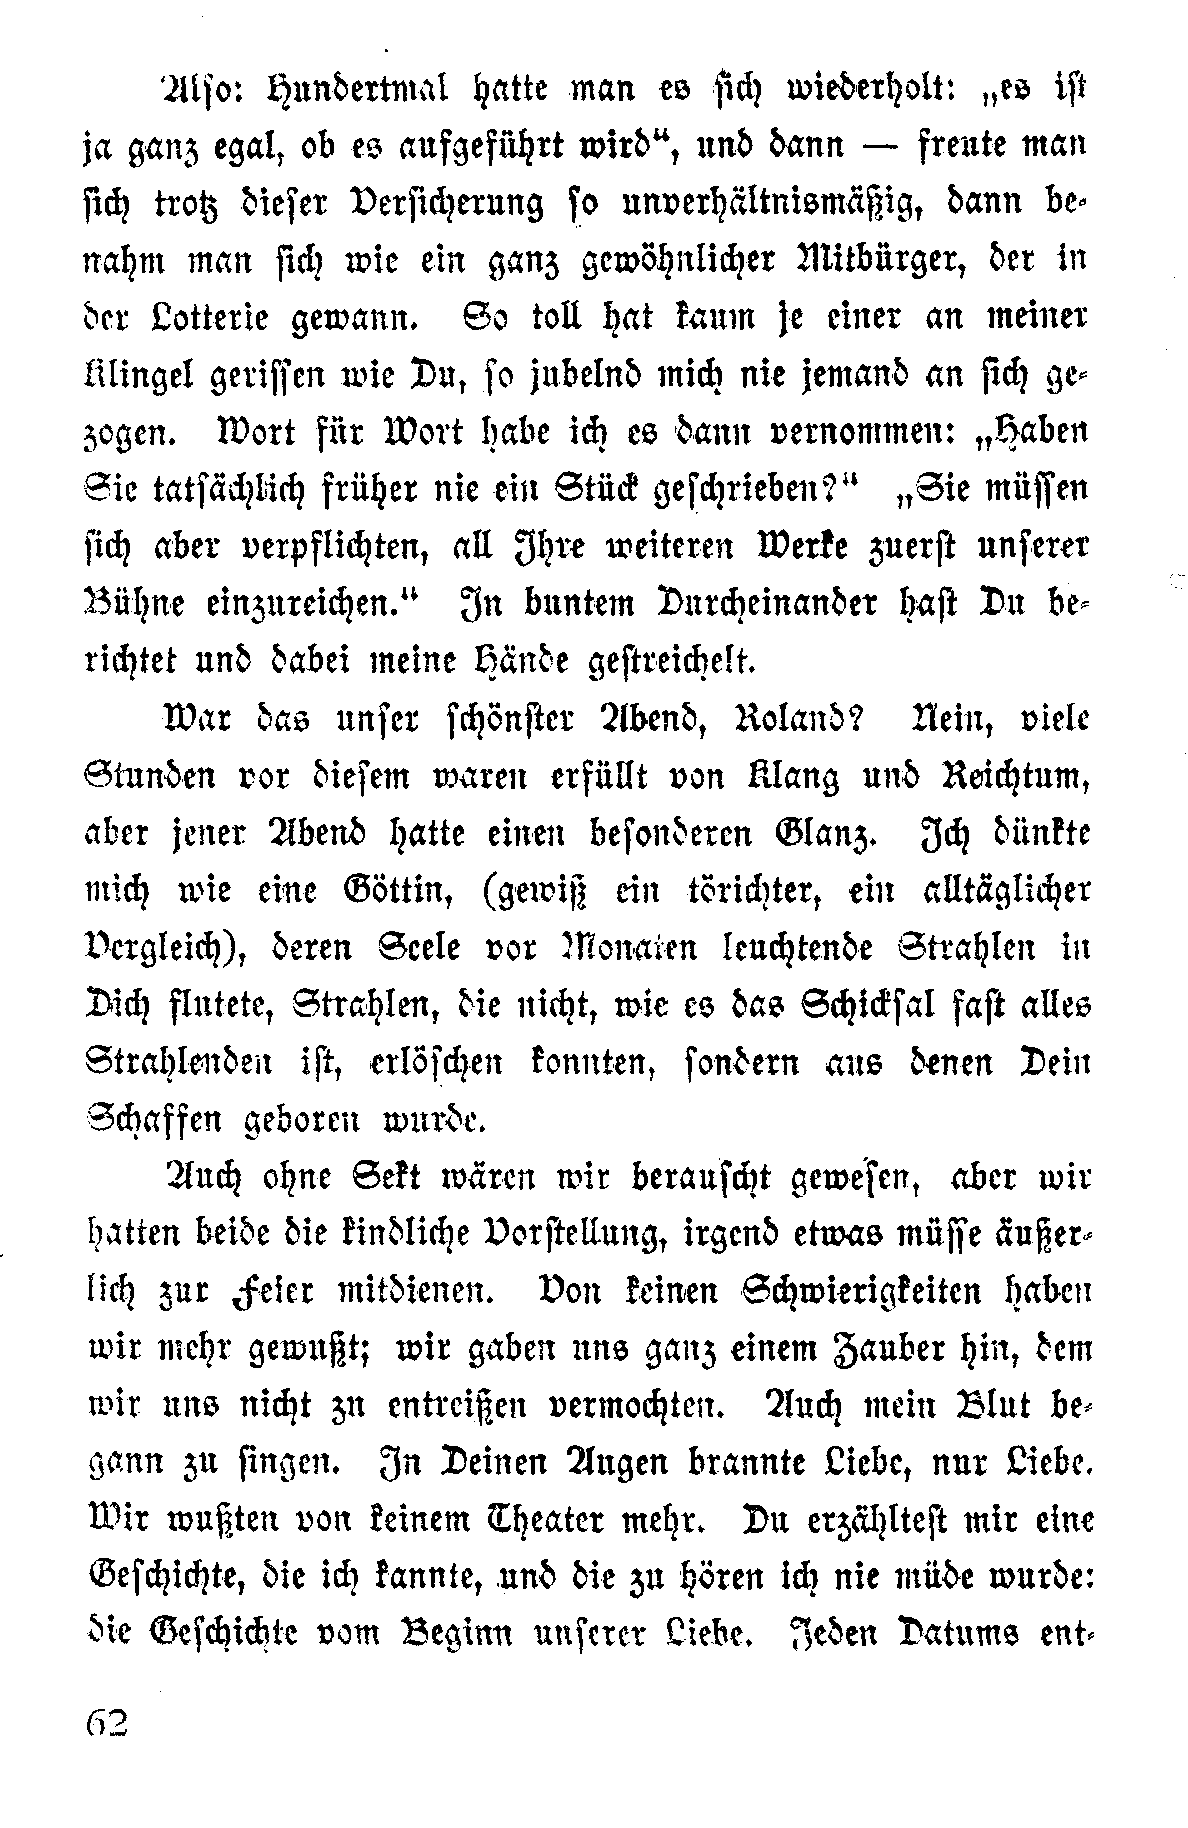 Also: Hundertmal hatte man es sich wiederholt: „es ist
ja ganz egal, ob es aufgeführt wird“, und dann — freute man
sich trotz dieser Versicherung so unverhältnismäßig, dann be-
nahm man sich wie ein ganz gewöhnlicher Mitbürger, der in
der Lotterie gewann. So toll hat kaum je einer an meiner
Klingel gerissen wie Du, so jubelnd mich nie jemand an sich ge-
zogen. Wort für Wort habe ich es dann vernommen: „Haben
Sie tatsächlich früher nie ein Stück geschrieben?“ „Sie müssen
sich aber verpflichten, all Ihre weiteren Werke zuerst unserer
Bühne einzureichen.“ In buntem Durcheinander hast Du be-
richtet und dabei meine Hände gestreichelt.
War das unser schönster Abend, Roland? Nein, viele
Stunden vor diesem waren erfüllt von Klang und Reichtum,
aber jener Abend hatte einen besonderen Glanz. Ich dünkte
mich wie eine Göttin, (gewiß ein törichter, ein alltäglicher
Vergleich), deren Seele vor Monaten leuchtende Strahlen in
Dich flutete, Strahlen, die nicht, wie es das Schicksal fast alles
Strahlenden ist, erlöschen konnten, sondern aus denen Dein
Schaffen geboren wurde.
Auch ohne Sekt wären wir berauscht gewesen, aber wir
hatten beide die kindliche Vorstellung, irgend etwas müsse äußer-
lich zur Feier mitdienen. Von keinen Schwierigkeiten haben
wir mehr gewußt; wir gaben uns ganz einem Zauber hin, dem
wir uns nicht zu entreißen vermochten. Auch mein Blut be-
gann zu singen. In Deinen Augen brannte Liebe, nur Liebe.
Wir wußten von keinem Theater mehr. Du erzähltest mir eine
Geschichte, die ich kannte, und die zu hören ich nie müde wurde:
die Geschichte vom Beginn unserer Liebe. Jeden Datums ent-
62